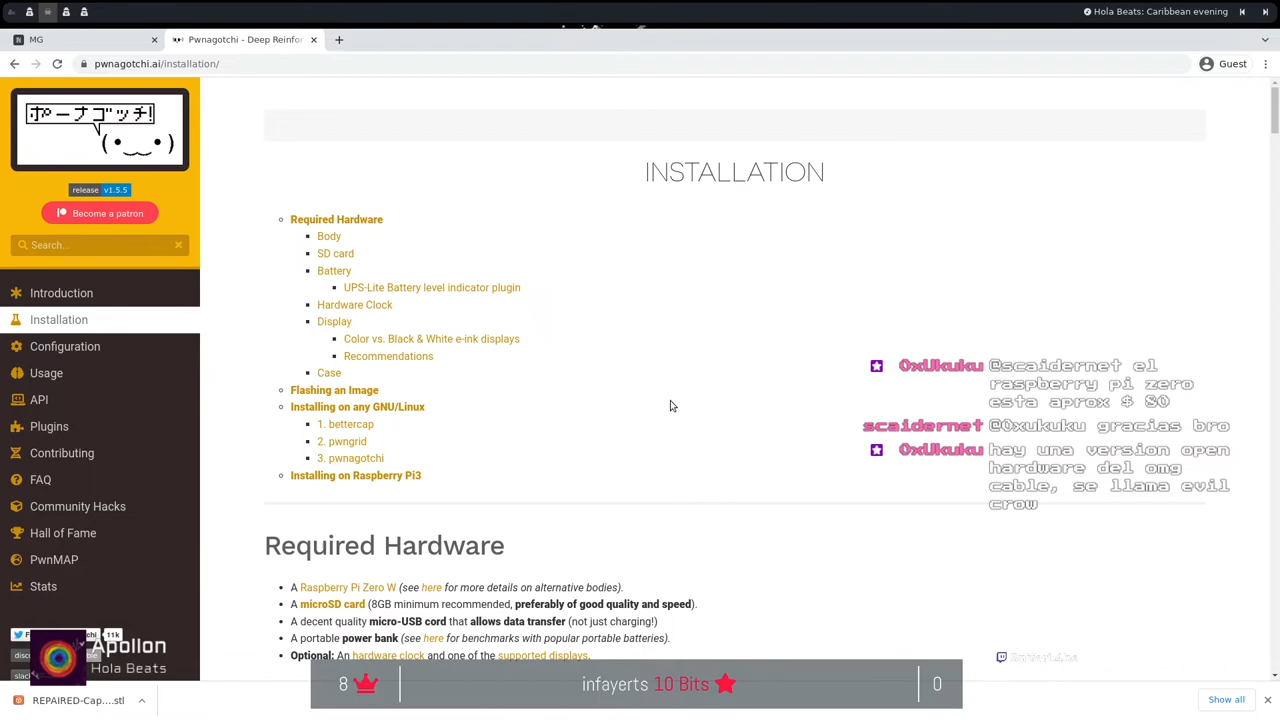 Hola Beats: Caribbean evening
MG
Pwnagotchi - Deep Reinfor
pwnagotchi.ai/installation/
Guest
ポーナゴッチ!
(•‿‿•)
release v1.5.5
Become a patron
Search...
Introduction
Installation
Configuration
Usage
API
Plugins
Contributing
FAQ
Community Hacks
Hall of Fame
PwnMAP
Stats
11k
Apollon
Hola Beats
INSTALLATION
Required Hardware
Body
SD card
Battery
UPS-Lite Battery level indicator plugin
Hardware Clock
Display
Color vs. Black & White e-ink displays
Recommendations
Case
Flashing an Image
Installing on any GNU/Linux
1. bettercap
2. pwngrid
3. pwnagotchi
Installing on Raspberry Pi3
Required Hardware
A Raspberry Pi Zero W (see here for more details on alternative bodies).
A microSD card (8GB minimum recommended, preferably of good quality and speed).
A decent quality micro-USB cord that allows data transfer (not just charging!)
A portable power bank (see here for benchmarks with popular portable batteries).
Optional: An hardware clock and one of the supported displays.
0xUkuku @scaidernet el
raspberry pi zero
esta aprox $ 80
scaidernet @0xukuku gracias bro
0xUkuku hay una version open
hardware del omg
cable, se llama evil
crow
8
infayerts 10 Bits
0
REPAIRED-Cap....stl
Show all